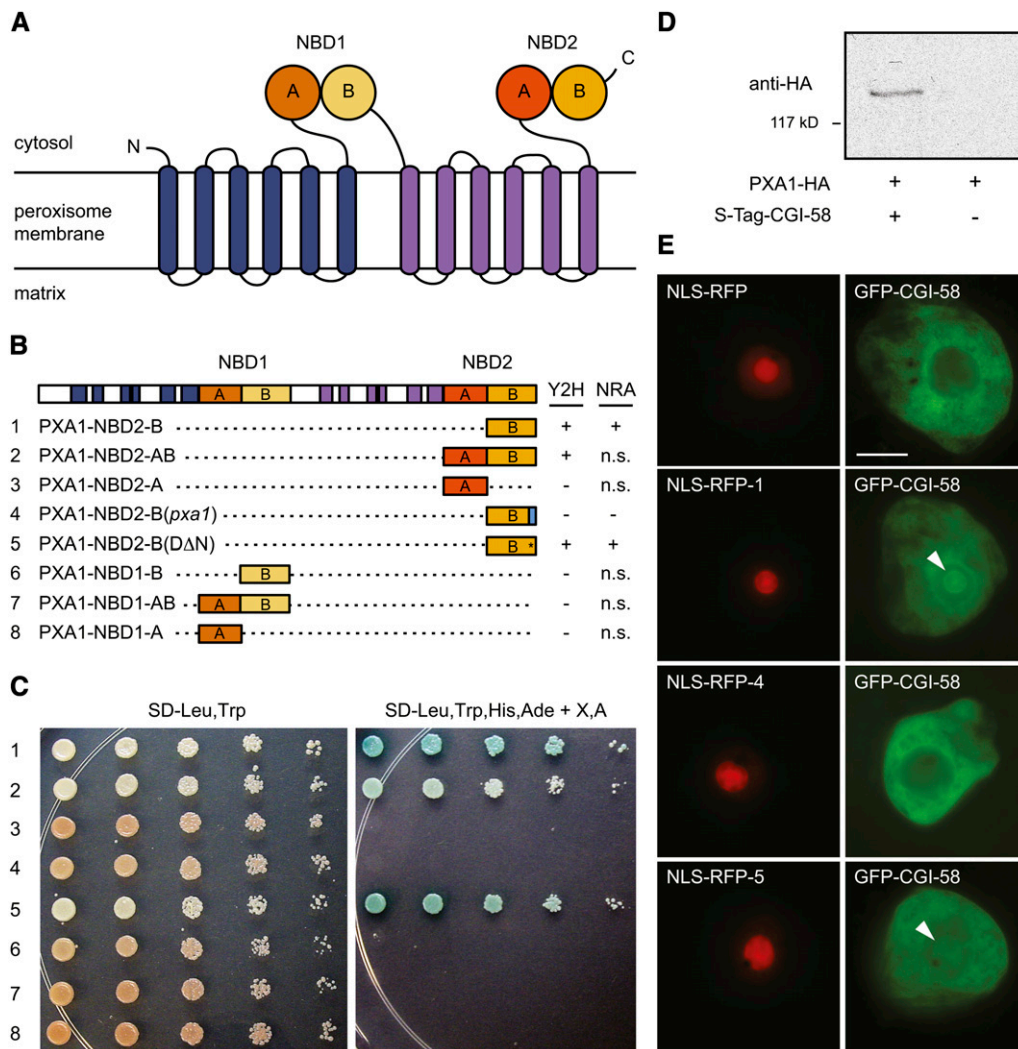 A
NBD1
NBD2
A
B
A
B
C
N
cytosol
peroxisome
membrane
matrix
B
NBD1
NBD2
A
B
A
B
Y2H
NRA
1 PXA1-NBD2-B B + +
2 PXA1-NBD2-AB A B + n.s.
3 PXA1-NBD2-A A - n.s.
4 PXA1-NBD2-B(pxa1) B - -
5 PXA1-NBD2-B(DΔN) B * + +
6 PXA1-NBD1-B B - n.s.
7 PXA1-NBD1-AB A B - n.s.
8 PXA1-NBD1-A A - n.s.
C
SD-Leu,Trp
SD-Leu,Trp,His,Ade + X,A
1
2
3
4
5
6
7
8
D
anti-HA
117 kD -
PXA1-HA + +
S-Tag-CGI-58 + -
E
NLS-RFP
GFP-CGI-58
NLS-RFP-1
GFP-CGI-58
NLS-RFP-4
GFP-CGI-58
NLS-RFP-5
GFP-CGI-58